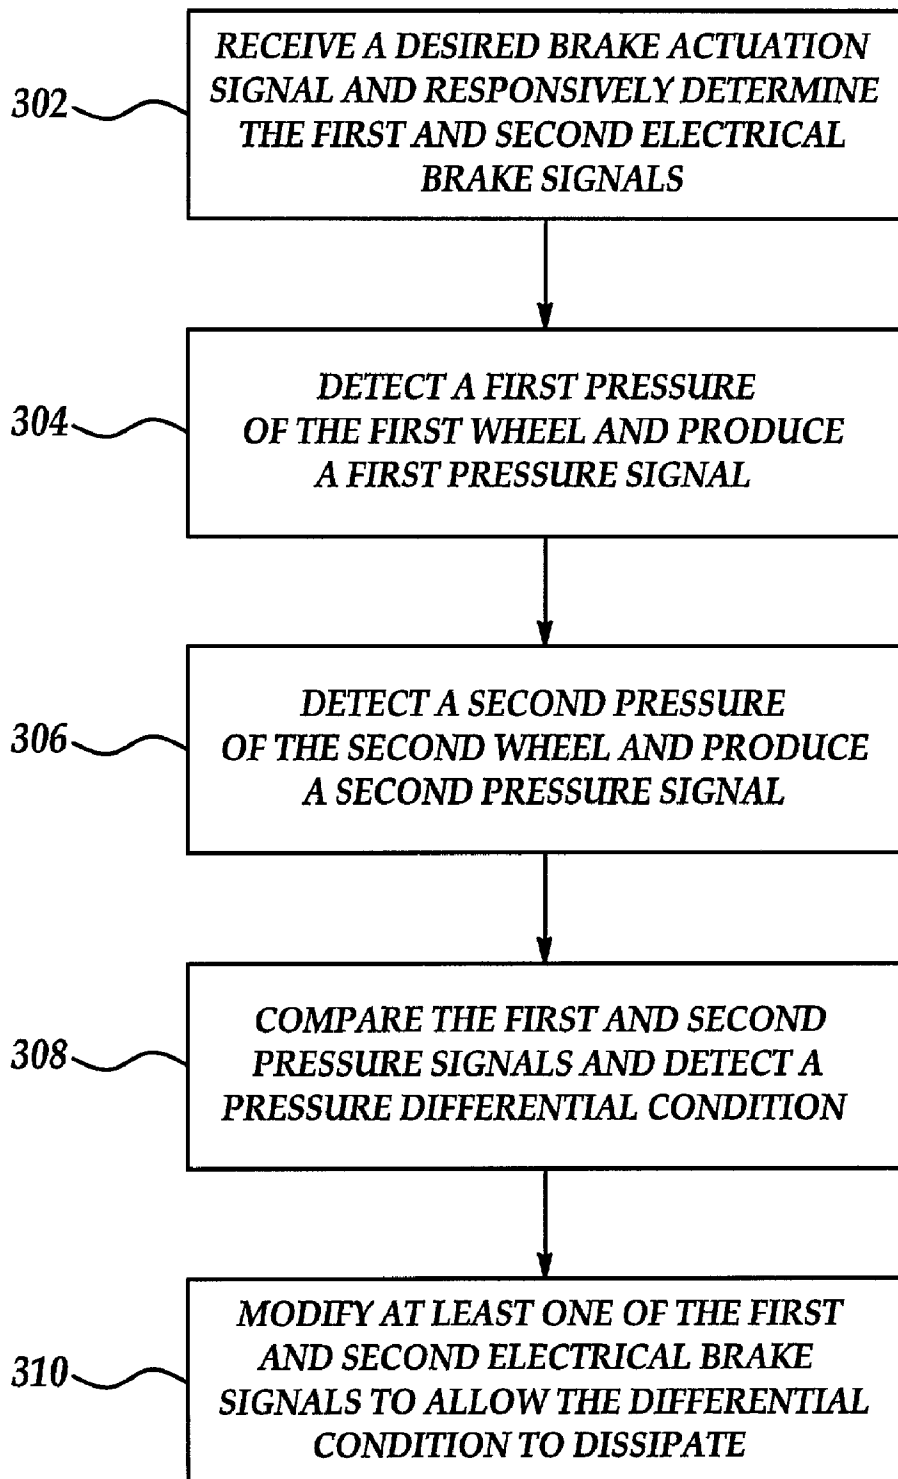 302
RECEIVE A DESIRED BRAKE ACTUATION
SIGNAL AND RESPONSIVELY DETERMINE
THE FIRST AND SECOND ELECTRICAL
BRAKE SIGNALS
304
DETECT A FIRST PRESSURE
OF THE FIRST WHEEL AND PRODUCE
A FIRST PRESSURE SIGNAL
306
DETECT A SECOND PRESSURE
OF THE SECOND WHEEL AND PRODUCE
A SECOND PRESSURE SIGNAL
308
COMPARE THE FIRST AND SECOND
PRESSURE SIGNALS AND DETECT A
PRESSURE DIFFERENTIAL CONDITION
310
MODIFY AT LEAST ONE OF THE FIRST
AND SECOND ELECTRICAL BRAKE
SIGNALS TO ALLOW THE DIFFERENTIAL
CONDITION TO DISSIPATE